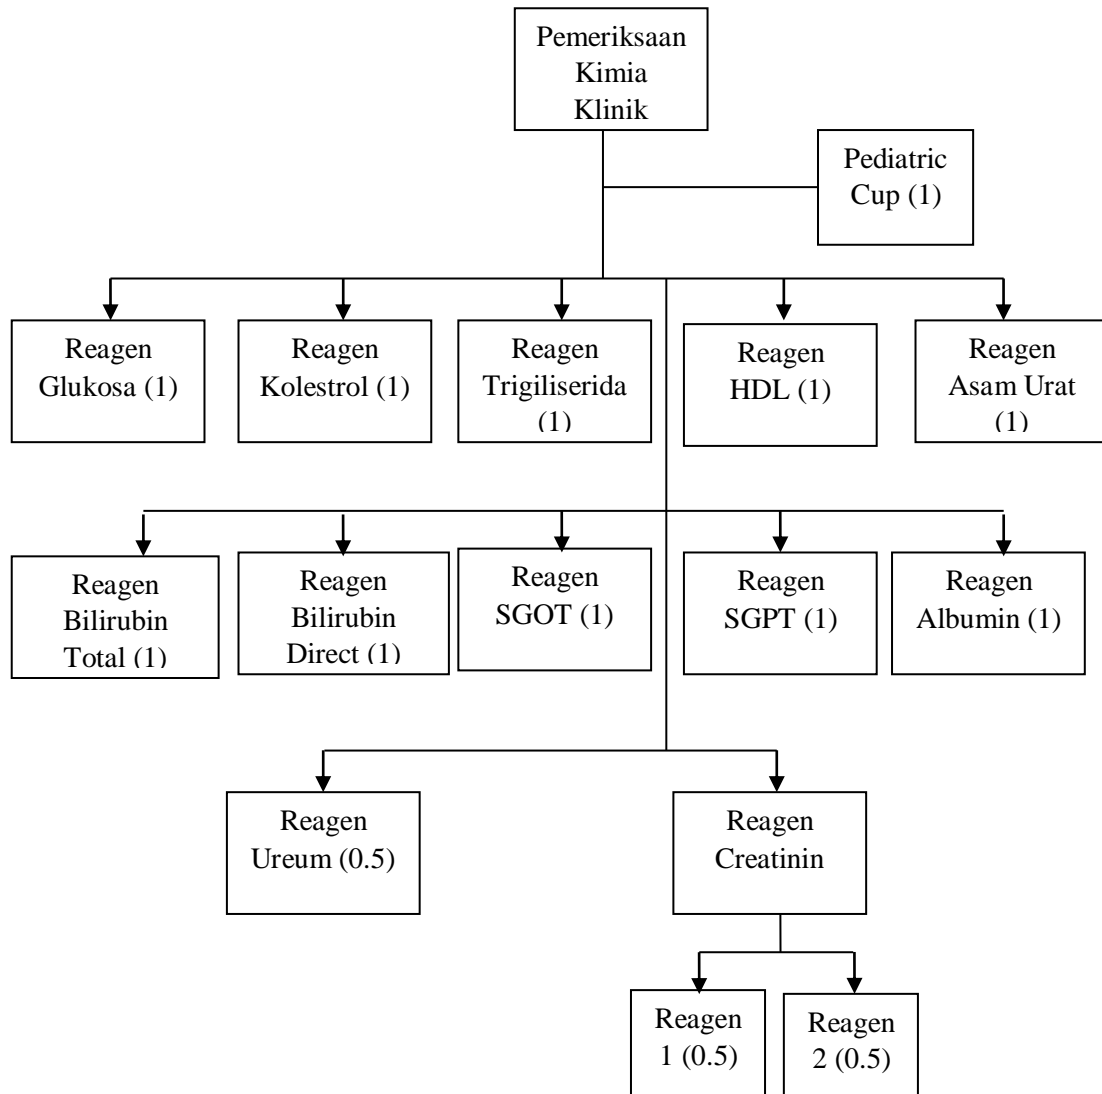 Pemeriksaan
Kimia
Klinik
Pediatric
Cup (1)
Reagen
Glukosa (1)
Reagen
Kolestrol (1)
Reagen
Trigiliserida
(1)
Reagen
HDL (1)
Reagen
Asam Urat
(1)
Reagen
Bilirubin
Total (1)
Reagen
Bilirubin
Direct (1)
Reagen
SGOT (1)
Reagen
SGPT (1)
Reagen
Albumin (1)
Reagen
Ureum (0.5)
Reagen
Creatinin
Reagen
1 (0.5)
Reagen
2 (0.5)